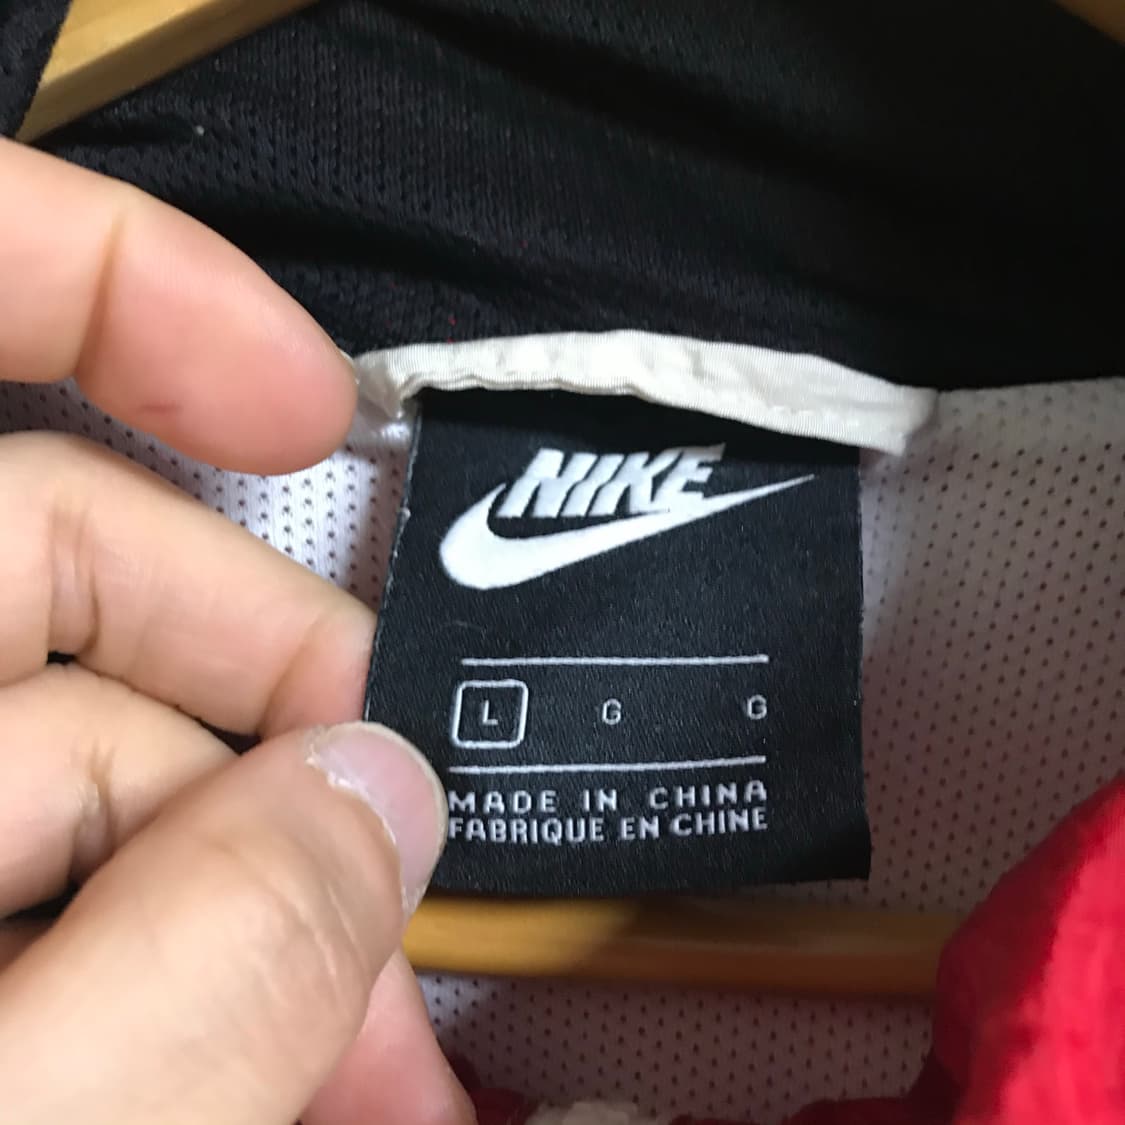 NIKE
L G G
MADE IN CHINA
FABRIQUE EN CHINE